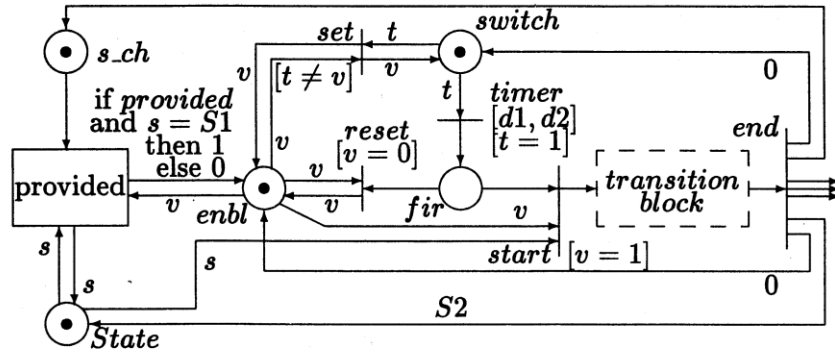 set
t
switch
s_ch
v
[t ≠ v]
v
0
if provided
and s = S1
then 1
else 0
t
timer
[d1, d2]
[t = 1]
end
reset
[v = 0]
v
provided
v
v
v
enbl
fir
v
transition
block
s
s
s
start [v = 1]
0
S2
State